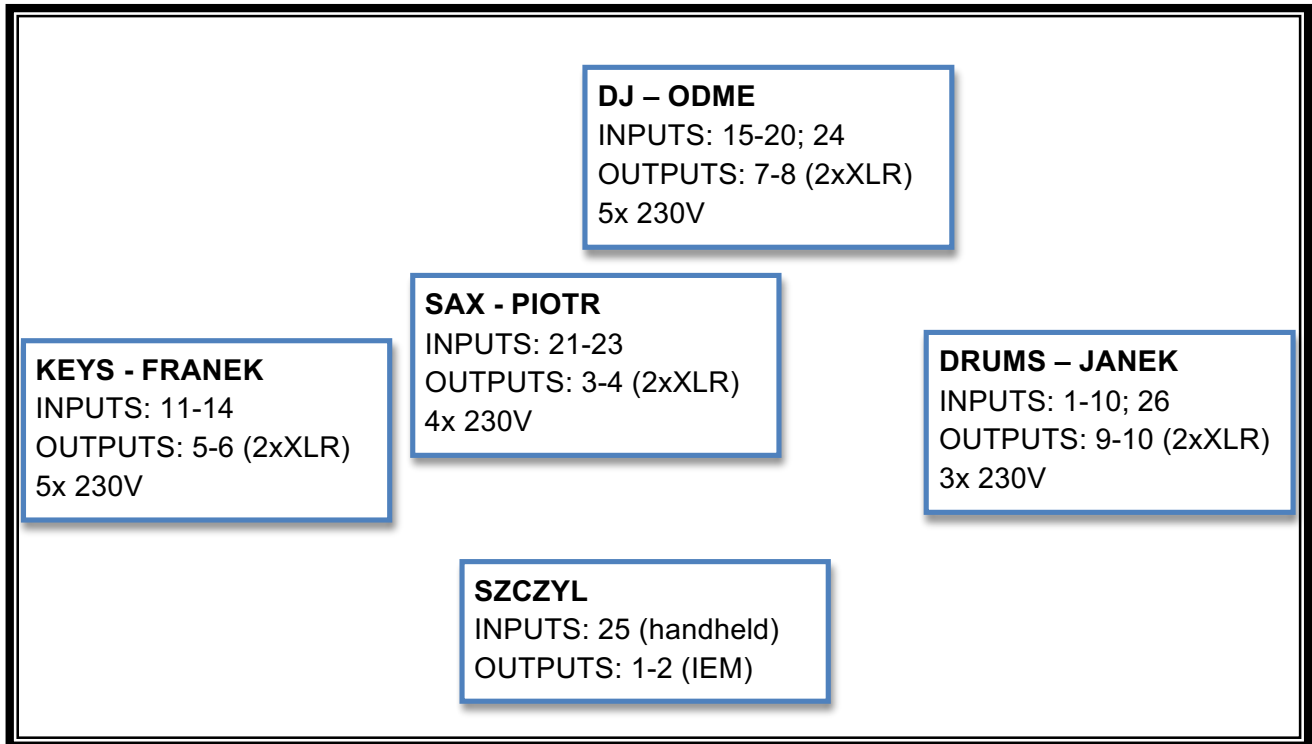 DJ – ODME
INPUTS: 15-20; 24
OUTPUTS: 7-8 (2xXLR)
5x 230V
SAX - PIOTR
INPUTS: 21-23
OUTPUTS: 3-4 (2xXLR)
4x 230V
KEYS - FRANEK
INPUTS: 11-14
OUTPUTS: 5-6 (2xXLR)
5x 230V
DRUMS – JANEK
INPUTS: 1-10; 26
OUTPUTS: 9-10 (2xXLR)
3x 230V
SZCZYL
INPUTS: 25 (handheld)
OUTPUTS: 1-2 (IEM)